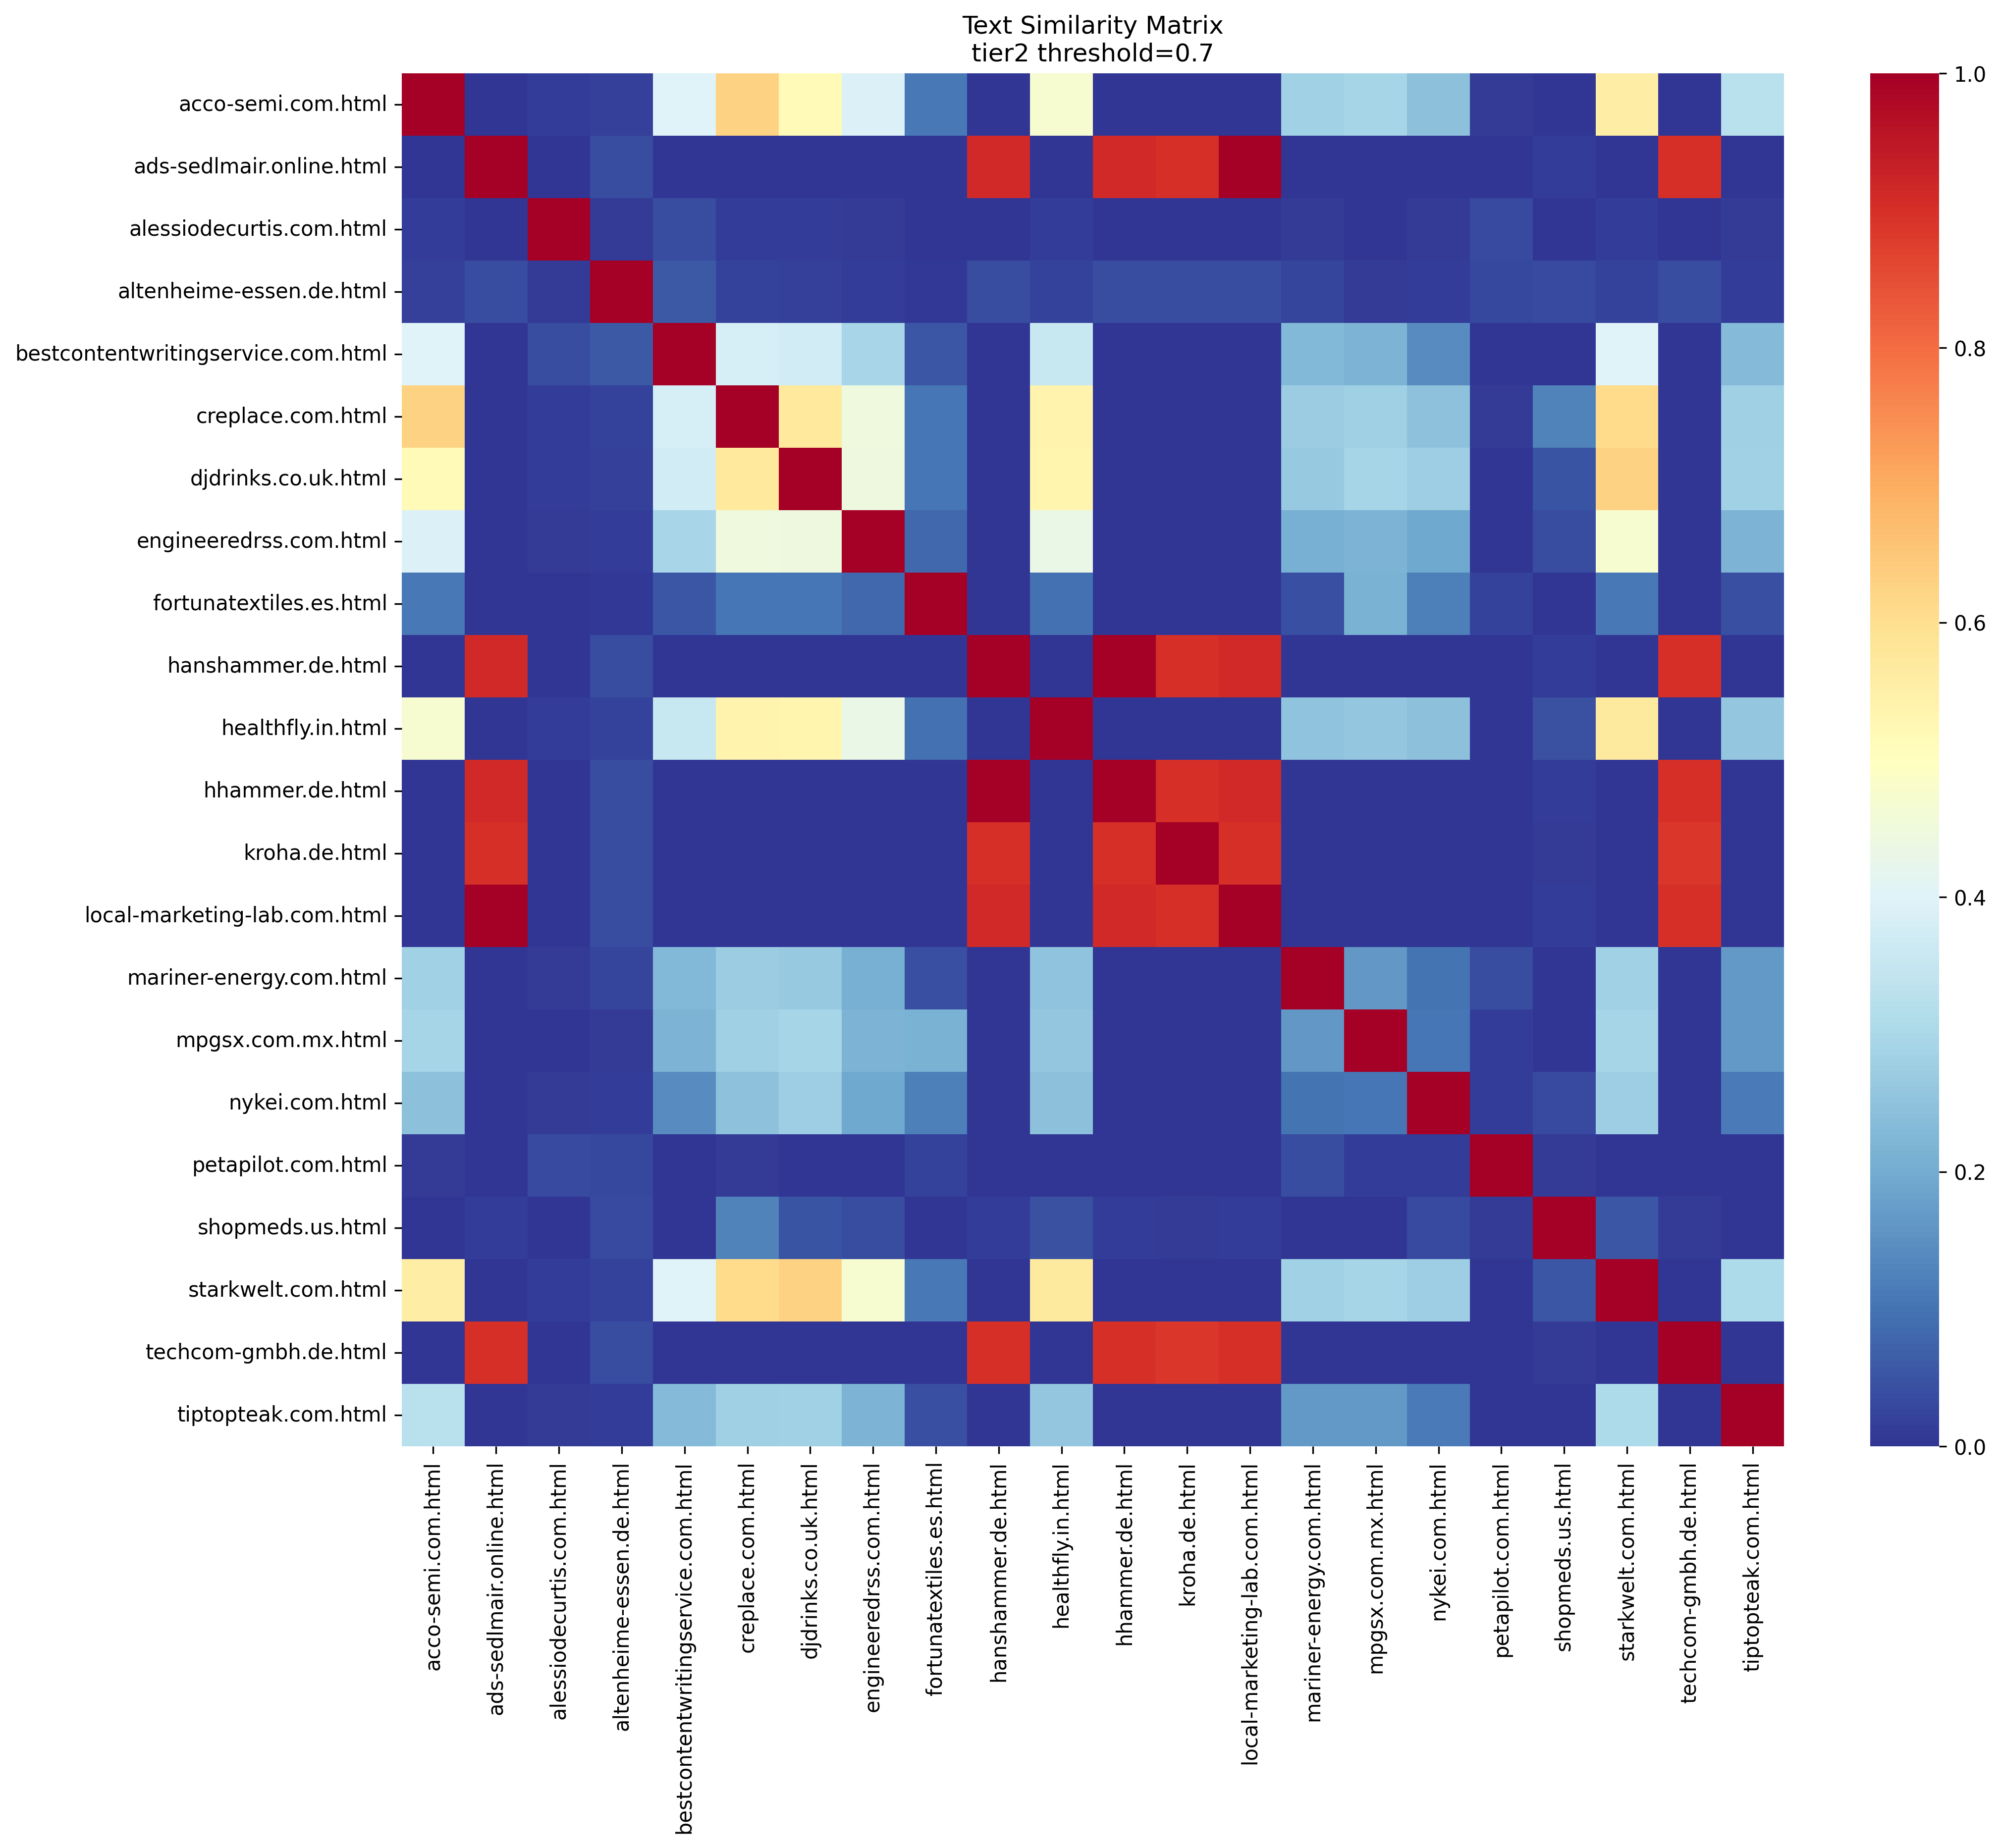 Text Similarity Matrix
tier2 threshold=0.7
acco-semi.com.html
ads-sedlmair.online.html
alessiodecurtis.com.html
altenheime-essen.de.html
bestcontentwritingservice.com.html
creplace.com.html
djdrinks.co.uk.html
engineeredrss.com.html
fortunatextiles.es.html
hanshammer.de.html
healthfly.in.html
hhammer.de.html
kroha.de.html
local-marketing-lab.com.html
mariner-energy.com.html
mpgsx.com.mx.html
nykei.com.html
petapilot.com.html
shopmeds.us.html
starkwelt.com.html
techcom-gmbh.de.html
tiptopteak.com.html
acco-semi.com.html
ads-sedlmair.online.html
alessiodecurtis.com.html
altenheime-essen.de.html
bestcontentwritingservice.com.html
creplace.com.html
djdrinks.co.uk.html
engineeredrss.com.html
fortunatextiles.es.html
hanshammer.de.html
healthfly.in.html
hhammer.de.html
kroha.de.html
local-marketing-lab.com.html
mariner-energy.com.html
mpgsx.com.mx.html
nykei.com.html
petapilot.com.html
shopmeds.us.html
starkwelt.com.html
techcom-gmbh.de.html
tiptopteak.com.html
1.0
0.8
0.6
0.4
0.2
0.0